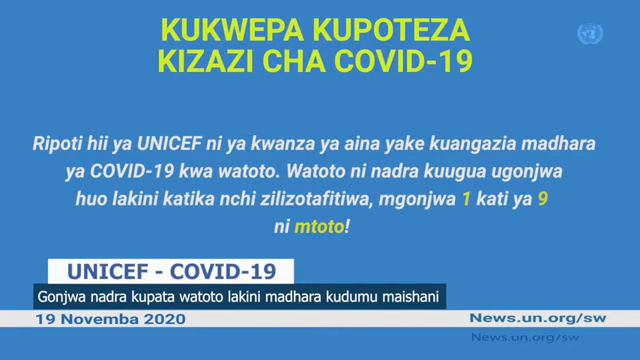 KUKWEPA KUPOTEZA
KIZAZI CHA COVID-19
Ripoti hii ya UNICEF ni ya kwanza ya aina yake kuangazia madhara
ya COVID-19 kwa watoto. Watoto ni nadra kuugua ugonjwa
huo lakini katika nchi zilizotafitiwa, mgonjwa 1 kati ya 9
ni mtoto!
UNICEF - COVID-19
Gonjwa nadra kupata watoto lakini madhara kudumu maishani
19 Novemba 2020
News.un.org/sw
News.un.org/sw